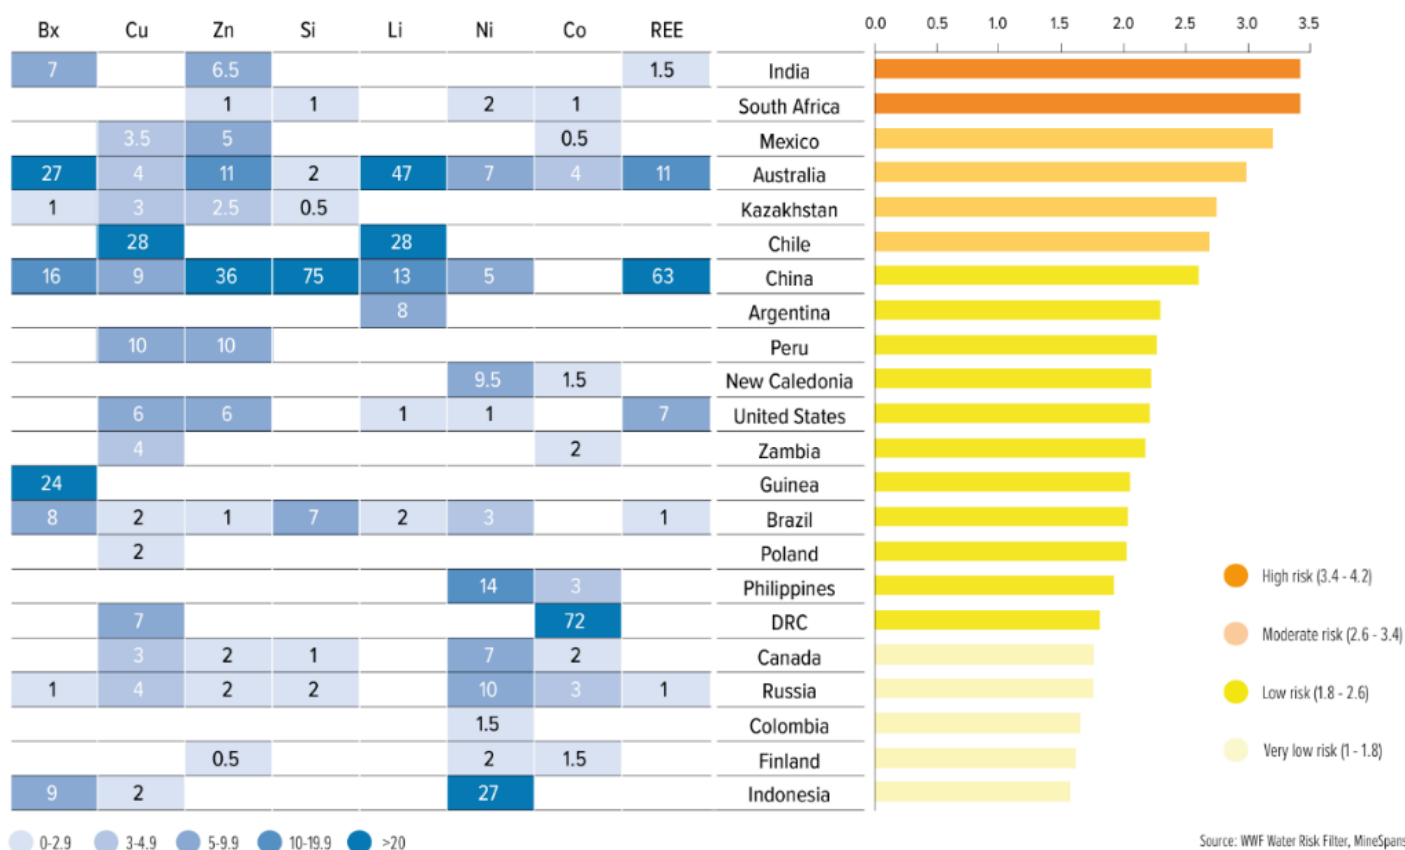 Bx Cu Zn Si Li Ni Co REE 0.0 0.5 1.0 1.5 2.0 2.5 3.0 3.5
7 6.5 1.5 India
1 1 2 1 South Africa
3.5 5 0.5 Mexico
27 4 11 2 47 7 4 11 Australia
1 3 2.5 0.5 Kazakhstan
28 28 Chile
16 9 36 75 13 5 63 China
8 Argentina
10 10 Peru
9.5 1.5 New Caledonia
6 6 1 1 7 United States
4 2 Zambia
24 Guinea
8 2 1 7 2 3 1 Brazil
2 Poland
14 3 Philippines
7 72 DRC
3 2 1 7 2 Canada
1 4 2 2 10 3 1 Russia
1.5 Colombia
0.5 2 1.5 Finland
9 2 27 Indonesia
High risk (3.4 - 4.2)
Moderate risk (2.6 - 3.4)
Low risk (1.8 - 2.6)
Very low risk (1 - 1.8)
0-2.9 3-4.9 5-9.9 10-19.9 >20
Source: WWF Water Risk Filter, MineSpans